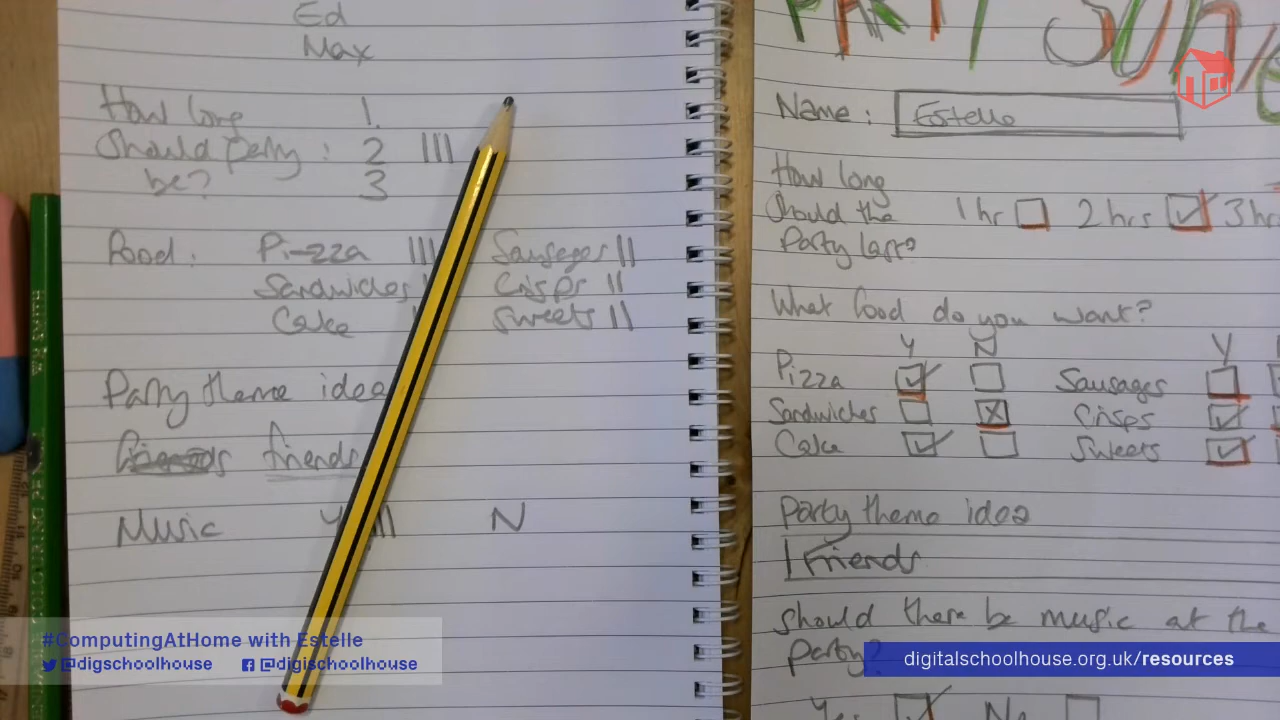 Ed
Max
How long 1.
Should party : 2 |||
be? 3
Food : Pizza |||| Sausages ||
Sandwiches Crisps ||
Cake Sweets ||
Party theme idea
friends
Music Y N
PARTY
Name : Estelle
How long
should the 1 hr 2 hrs 3 hr
Party last?
What food do you want?
Y N Y
Pizza Sausages
Sandwiches Crisps
Cake Sweets
Party theme idea
Friends
should there be music at the
party?
Yes No
#ComputingAtHome with Estelle
@digschoolhouse @digischoolhouse
digitalschoolhouse.org.uk/resources